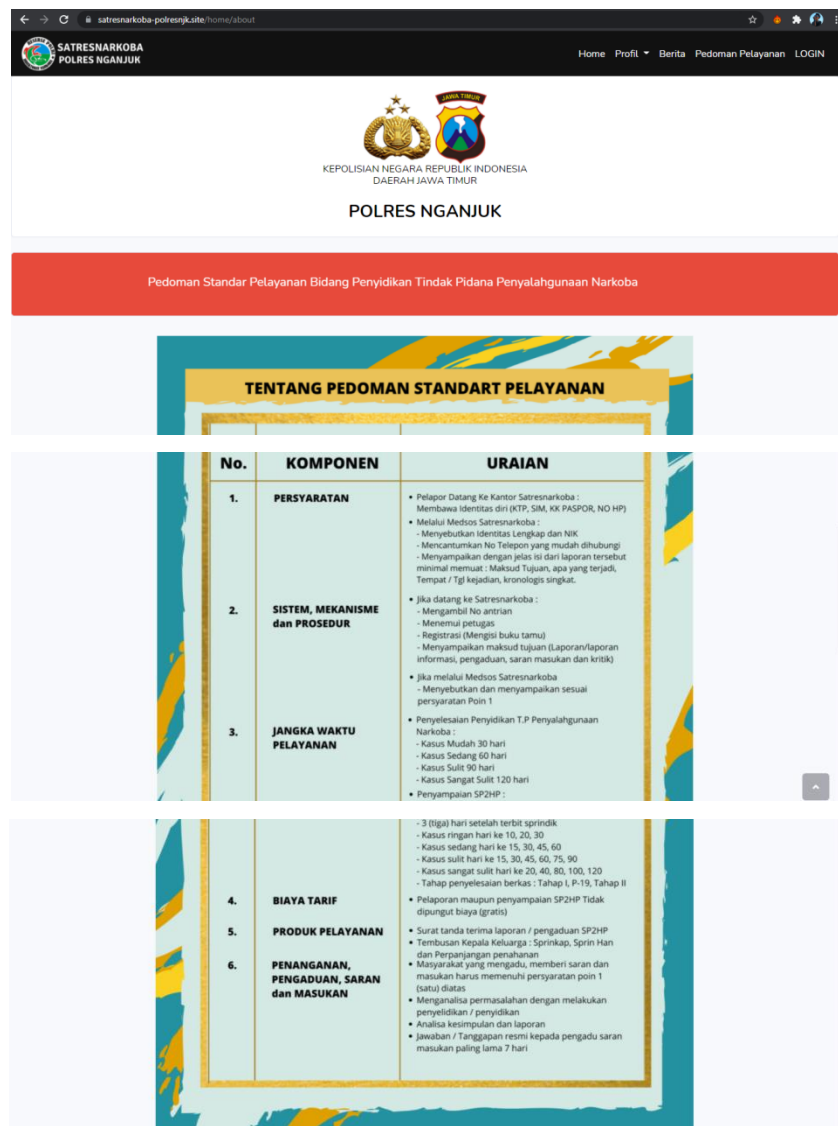 satresnarkoba-polresnjk.site/home/about
SATRESNARKOBA
POLRES NGANJUK
Home Profil Berita Pedoman Pelayanan LOGIN
JAWA TIMUR
KEPOLISIAN NEGARA REPUBLIK INDONESIA
DAERAH JAWA TIMUR
POLRES NGANJUK
Pedoman Standar Pelayanan Bidang Penyidikan Tindak Pidana Penyalahgunaan Narkoba
TENTANG PEDOMAN STANDART PELAYANAN
No. KOMPONEN URAIAN
1. PERSYARATAN
• Pelapor Datang Ke Kantor Satresnarkoba :
Membawa Identitas diri (KTP, SIM, KK PASPOR, NO HP)
• Melalui Medsos Satresnarkoba :
- Menyebutkan Identitas Lengkap dan NIK
- Mencantumkan No Telepon yang mudah dihubungi
- Menyampaikan dengan jelas isi dari laporan tersebut
minimal memuat : Maksud Tujuan, apa yang terjadi,
Tempat / Tgl kejadian, kronologis singkat.
2. SISTEM, MEKANISME
dan PROSEDUR
• Jika datang ke Satresnarkoba :
- Mengambil No antrian
- Menemui petugas
- Registrasi (Mengisi buku tamu)
- Menyampaikan maksud tujuan (Laporan/laporan
informasi, pengaduan, saran masukan dan kritik)
• Jika melalui Medsos Satresnarkoba
- Menyebutkan dan menyampaikan sesuai
persyaratan Poin 1
3. JANGKA WAKTU
PELAYANAN
• Penyelesaian Penyidikan T.P Penyalahgunaan
Narkoba :
- Kasus Mudah 30 hari
- Kasus Sedang 60 hari
- Kasus Sulit 90 hari
- Kasus Sangat Sulit 120 hari
• Penyampaian SP2HP :
- 3 (tiga) hari setelah terbit sprindik
- Kasus ringan hari ke 10, 20, 30
- Kasus sedang hari ke 15, 30, 45, 60
- Kasus sulit hari ke 15, 30, 45, 60, 75, 90
- Kasus sangat sulit hari ke 20, 40, 80, 100, 120
- Tahap penyelesaian berkas : Tahap I, P-19, Tahap II
4. BIAYA TARIF
• Pelaporan maupun penyampaian SP2HP Tidak
dipungut biaya (gratis)
5. PRODUK PELAYANAN
• Surat tanda terima laporan / pengaduan SP2HP
• Tembusan Kepala Keluarga : Sprinkap, Sprin Han
dan Perpanjangan penahanan
6. PENANGANAN,
PENGADUAN, SARAN
dan MASUKAN
• Masyarakat yang mengadu, memberi saran dan
masukan harus memenuhi persyaratan poin 1
(satu) diatas
• Menganalisa permasalahan dengan melakukan
penyelidikan / penyidikan
• Analisa kesimpulan dan laporan
• Jawaban / Tanggapan resmi kepada pengadu saran
masukan paling lama 7 hari